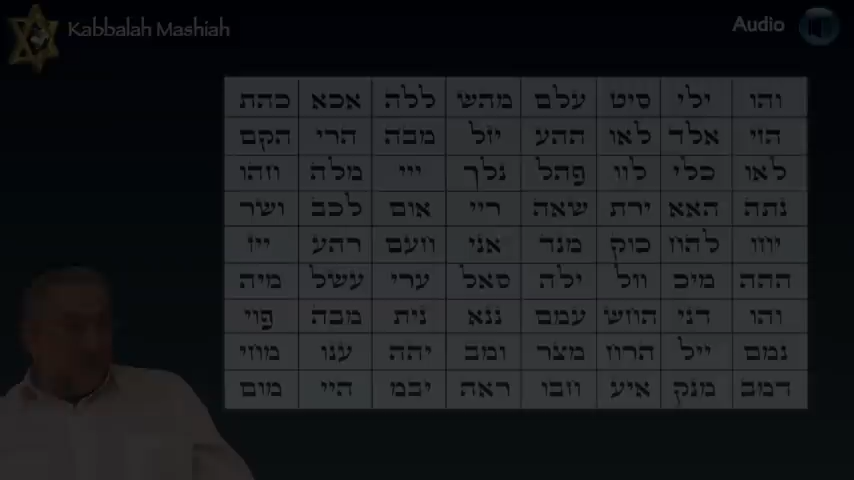 Kabbalah Mashiah
Audio
והו ילי סיט עלם מהש ללה אכא כהת
הזי אלד לאו ההע יזל מבה הרי הקם
לאו כלי לוו פהל נלך ייי מלה חהו
נתה האא ירת שאה ריי אום לכב ושר
יחו להח כוק מנד אני חעם רהע ייז
ההה מיכ וול ילה סאל ערי עשל מיה
והו דני החש עמם ננא נית מבה פוי
נמם ייל הרח מצר ומב יהה ענו מחי
דמב מנק איע חבו ראה יבמ היי מום